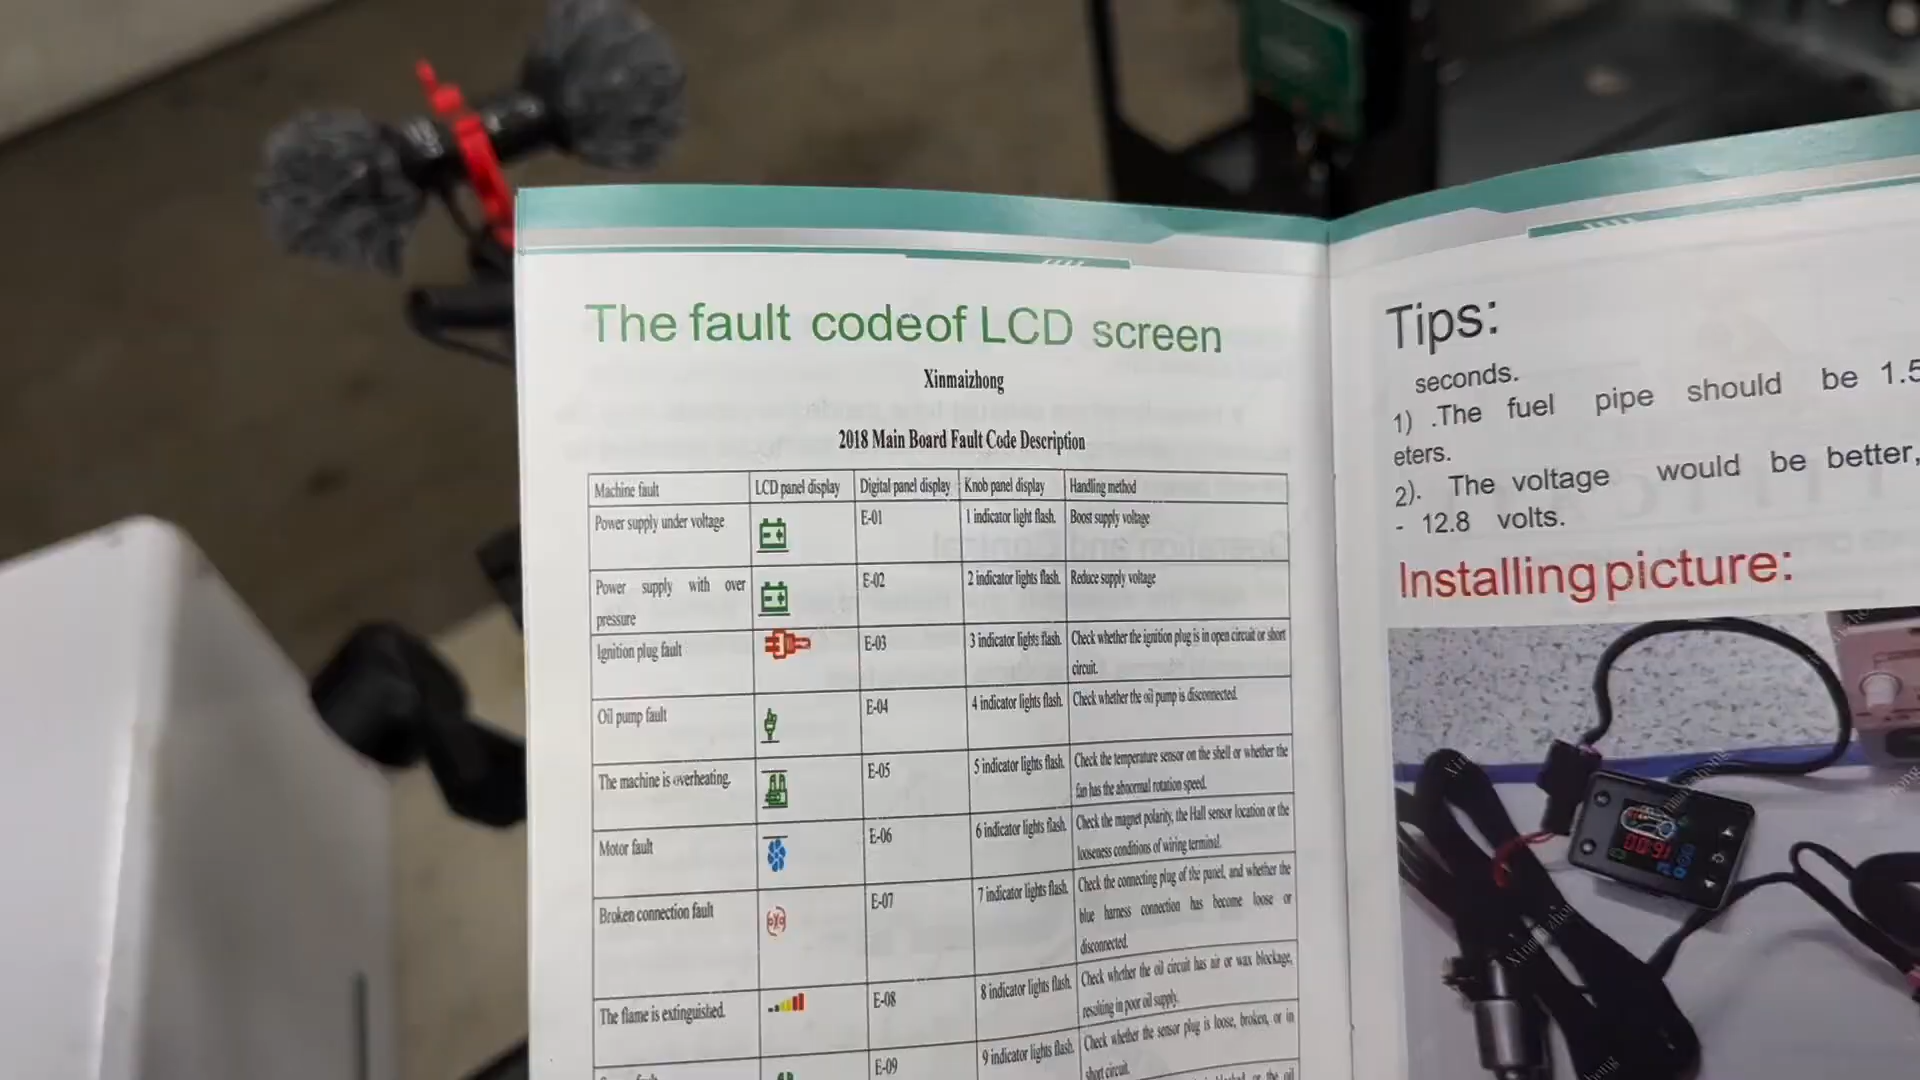 The fault codeof LCD screen
Xinmaizhong
2018 Main Board Fault Code Description
Machine fault LCD panel display Digital panel display Knob panel display Handling method
Power supply under voltage E-01 1 indicator light flash. Boost supply voltage
Power supply with over
pressure
E-02 2 indicator lights flash. Reduce supply voltage
Ignition plug fault E-03 3 indicator lights flash. Check whether the ignition plug is in open circuit or short
circuit.
Oil pump fault E-04 4 indicator lights flash. Check whether the oil pump is disconnected.
The machine is overheating. E-05 5 indicator lights flash. Check the temperature sensor on the shell or whether the
fan has the abnormal rotation speed.
Motor fault E-06 6 indicator lights flash. Check the magnet polarity, the Hall sensor location or the
looseness conditions of wiring terminal.
Broken connection fault E-07 7 indicator lights flash. Check the connecting plug of the panel, and whether the
blue harness connection has become loose or
disconnected.
The flame is extinguished. E-08 8 indicator lights flash. Check whether the oil circuit has air or wax blockage,
resulting in poor oil supply.
E-09 9 indicator lights flash. Check whether the sensor plug is loose, broken, or in
short circuit.
Tips:
seconds.
1) .The fuel pipe should be 1.5
eters.
2). The voltage would be better,
- 12.8 volts.
Installing picture: